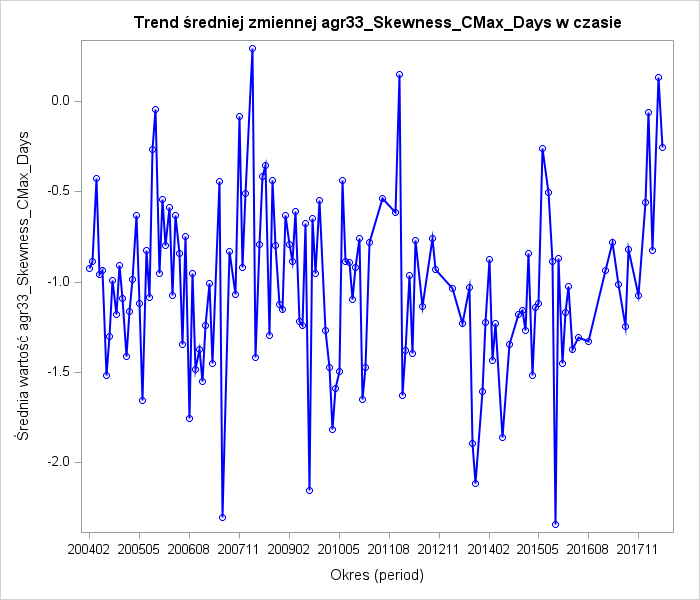 Trend średniej zmiennej agr33_Skewness_CMax_Days w czasie
Średnia wartość agr33_Skewness_CMax_Days
0.0
-0.5
-1.0
-1.5
-2.0
200402 200505 200608 200711 200902 201005 201108 201211 201402 201505 201608 201711
Okres (period)